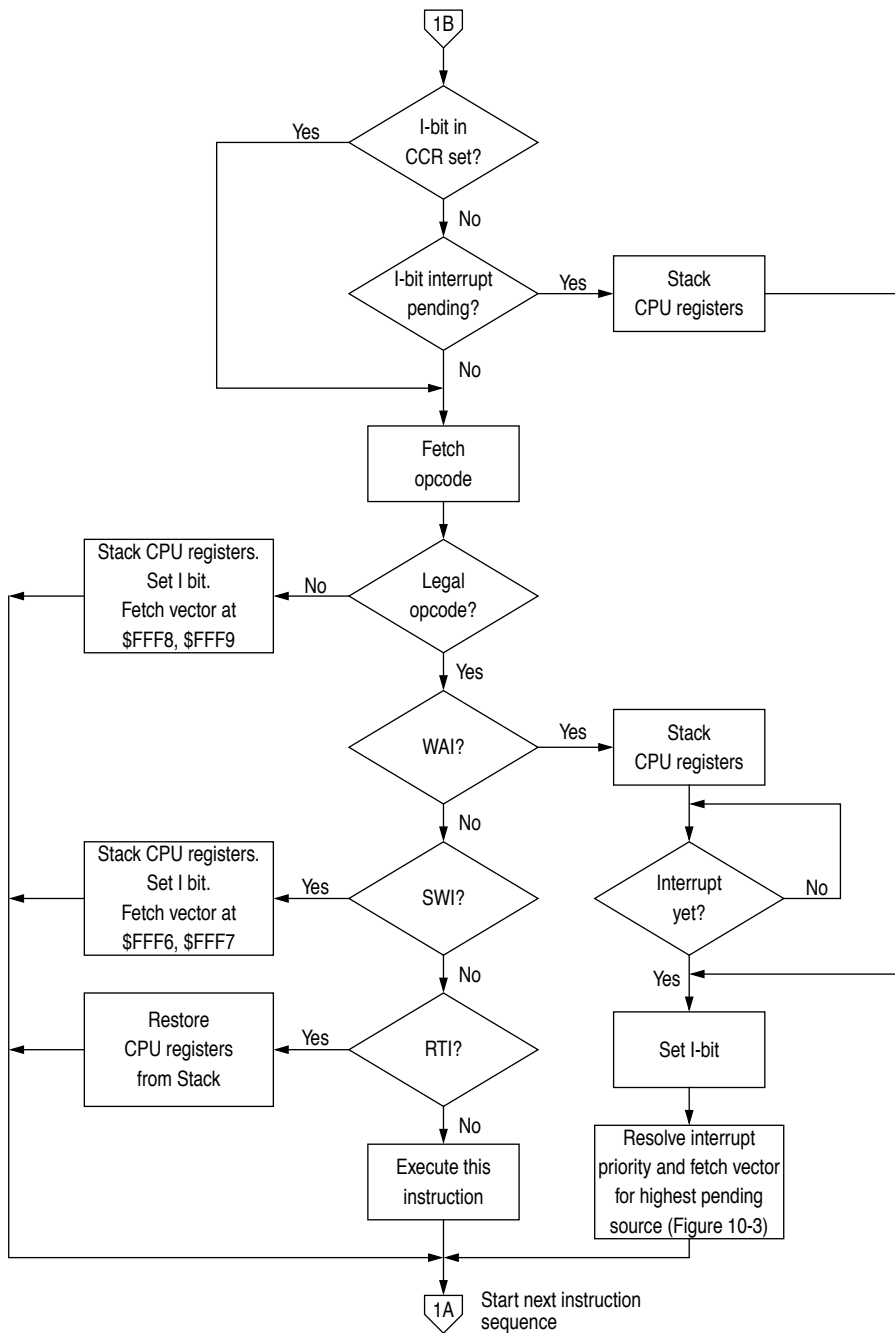 1B
I-bit in
CCR set?
Yes
No
I-bit interrupt
pending?
Yes
Stack
CPU registers
No
Fetch
opcode
Legal
opcode?
No
Stack CPU registers.
Set I bit.
Fetch vector at
$FFF8, $FFF9
Yes
WAI?
Yes
Stack
CPU registers
No
Interrupt
yet?
No
Yes
SWI?
Yes
Stack CPU registers.
Set I bit.
Fetch vector at
$FFF6, $FFF7
No
RTI?
Yes
Restore
CPU registers
from Stack
Set I-bit
No
Execute this
instruction
Resolve interrupt
priority and fetch vector
for highest pending
source (Figure 10-3)
1A
Start next instruction
sequence